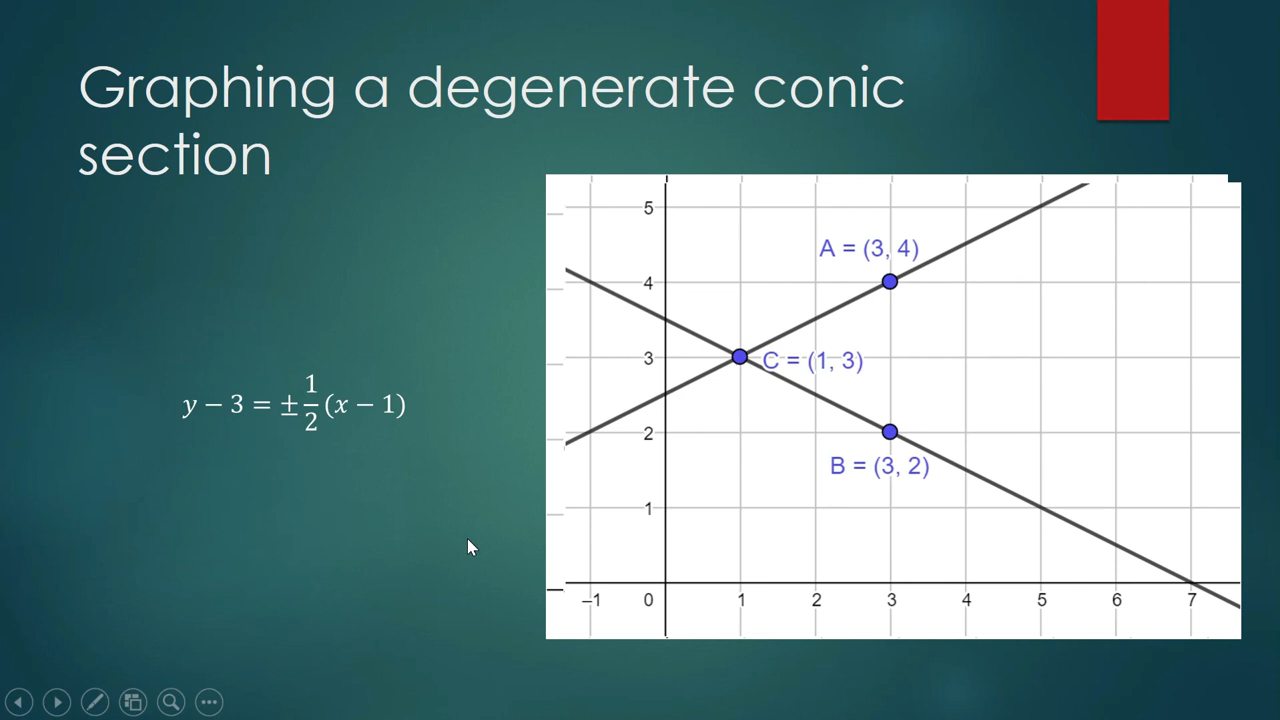 Graphing a degenerate conic
section
y − 3 = ± 1/2 (x − 1)
5
A = (3, 4)
4
3
C = (1, 3)
2
B = (3, 2)
1
–1 0 1 2 3 4 5 6 7